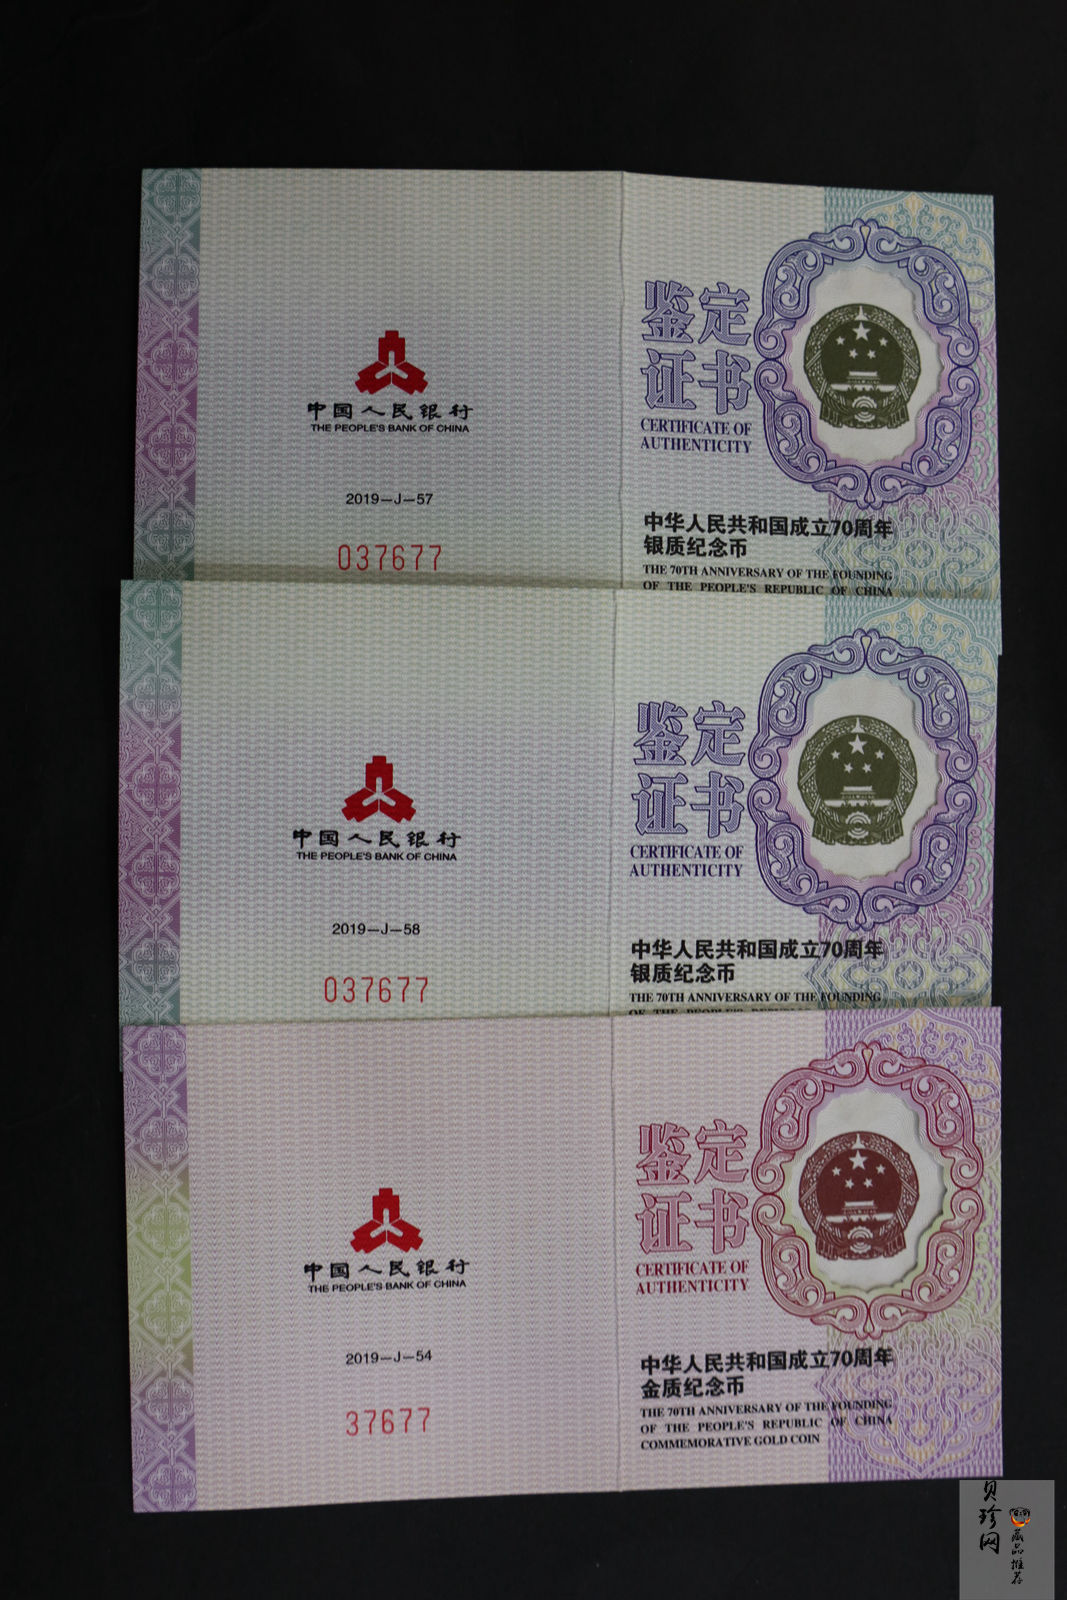 中国人民银行
THE PEOPLE'S BANK OF CHINA
2019-J-57
037677
鉴定
证书
CERTIFICATE OF
AUTHENTICITY
中华人民共和国成立70周年
银质纪念币
THE 70TH ANNIVERSARY OF THE FOUNDING
OF THE PEOPLE'S REPUBLIC OF CHINA
中国人民银行
THE PEOPLE'S BANK OF CHINA
2019-J-58
037677
鉴定
证书
CERTIFICATE OF
AUTHENTICITY
中华人民共和国成立70周年
银质纪念币
THE 70TH ANNIVERSARY OF THE FOUNDING
OF THE PEOPLE'S REPUBLIC OF CHINA
中国人民银行
THE PEOPLE'S BANK OF CHINA
2019-J-54
37677
鉴定
证书
CERTIFICATE OF
AUTHENTICITY
中华人民共和国成立70周年
金质纪念币
THE 70TH ANNIVERSARY OF THE FOUNDING
OF THE PEOPLE'S REPUBLIC OF CHINA
COMMEMORATIVE GOLD COIN
贝珍网
藏品推荐